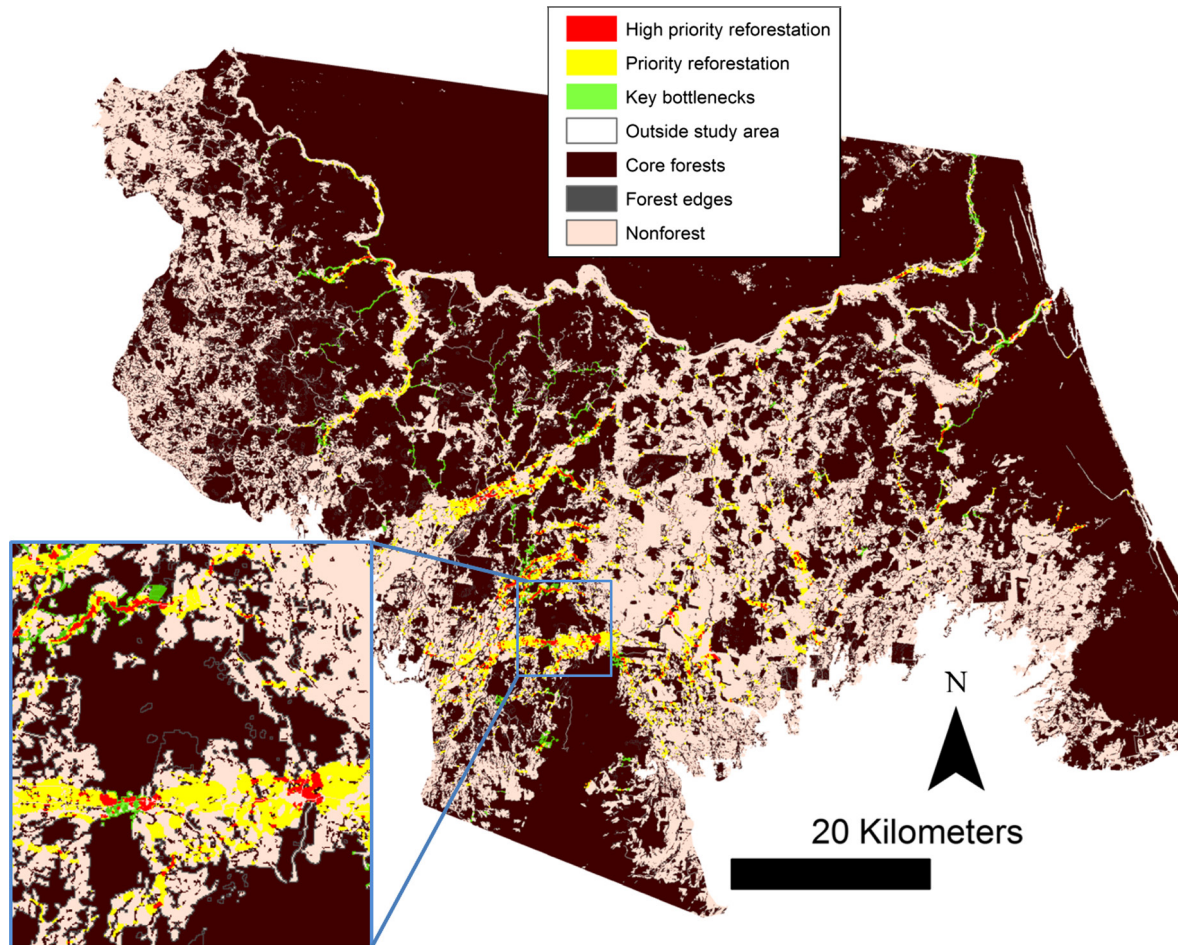 High priority reforestation
Priority reforestation
Key bottlenecks
Outside study area
Core forests
Forest edges
Nonforest
N
20 Kilometers